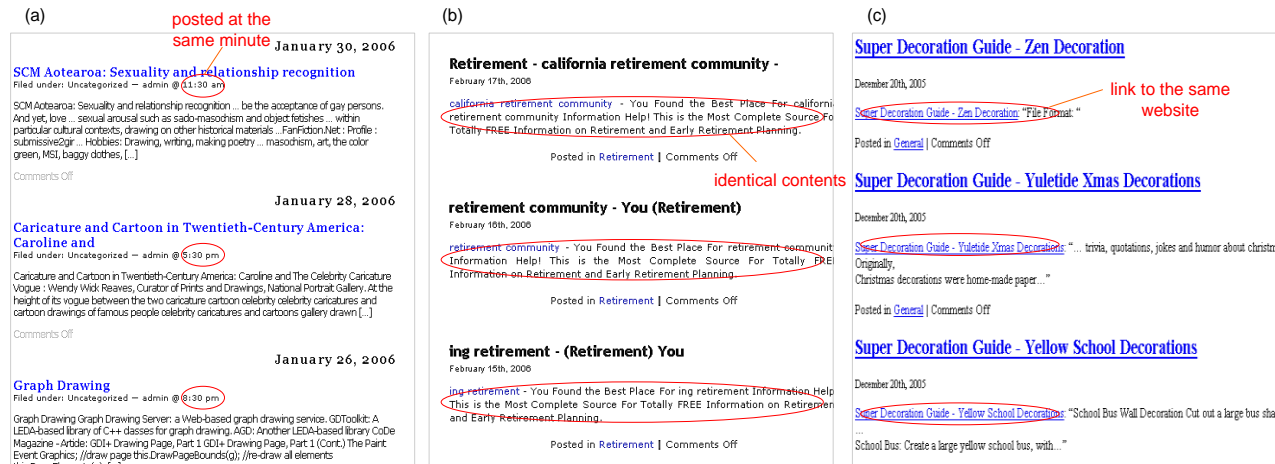 (a)
posted at the
same minute
January 30, 2006
SCM Aotearoa: Sexuality and relationship recognition
Filed under: Uncategorized — admin @ 11:30 am
SCM Aotearoa: Sexuality and relationship recognition ... be the acceptance of gay persons.
And yet, love ... sexual arousal such as sado-masochism and object fetishes ... within
particular cultural contexts, drawing on other historical materials ...FanFiction.Net : Profile :
submissive2gir ... Hobbies: Drawing, writing, making poetry ... masochism, art, the color
green, MSI, baggy clothes, [...]
Comments Off
January 28, 2006
Caricature and Cartoon in Twentieth-Century America:
Caroline and
Filed under: Uncategorized — admin @ 5:30 pm
Caricature and Cartoon in Twentieth-Century America: Caroline and The Celebrity Caricature
Vogue : Wendy Wick Reaves, Curator of Prints and Drawings, National Portrait Gallery. At the
height of its vogue between the two caricature cartoon celebrity celebrity caricatures and
cartoon drawings of famous people celebrity caricatures and cartoons gallery drawn [...]
Comments Off
January 26, 2006
Graph Drawing
Filed under: Uncategorized — admin @ 8:30 pm
Graph Drawing Graph Drawing Server: a Web-based graph drawing service. GDToolkit: A
LEDA-based library of C++ classes for graph drawing. AGD: Another LEDA-based library CoDe
Magazine - Article: GDI+ Drawing Page, Part 1 GDI+ Drawing Page, Part 1 (Cont.) The Paint
Event Graphics; //draw page this.DrawPageBounds(g); //re-draw all elements
(b)
Retirement - california retirement community -
February 17th, 2006
california retirement community - You Found the Best Place For californi
retirement community Information Help! This is the Most Complete Source Fo
Totally FREE Information on Retirement and Early Retirement Planning.
Posted in Retirement | Comments Off
identical contents
retirement community - You (Retirement)
February 16th, 2006
retirement community - You Found the Best Place For retirement communit
Information Help! This is the Most Complete Source For Totally FRE
Information on Retirement and Early Retirement Planning.
Posted in Retirement | Comments Off
ing retirement - (Retirement) You
February 15th, 2006
ing retirement - You Found the Best Place For ing retirement Information Help
This is the Most Complete Source For Totally FREE Information on Retiremen
and Early Retirement Planning.
Posted in Retirement | Comments Off
(c)
Super Decoration Guide - Zen Decoration
December 20th, 2005
link to the same
website
Super Decoration Guide - Zen Decoration: “File Format: “
Posted in General | Comments Off
Super Decoration Guide - Yuletide Xmas Decorations
December 20th, 2005
Super Decoration Guide - Yuletide Xmas Decorations: “... trivia, quotations, jokes and humor about christm
Originally,
Christmas decorations were home-made paper...”
Posted in General | Comments Off
Super Decoration Guide - Yellow School Decorations
December 20th, 2005
Super Decoration Guide - Yellow School Decorations: “School Bus Wall Decoration Cut out a large bus sha
...
School Bus: Create a large yellow school bus, with...”